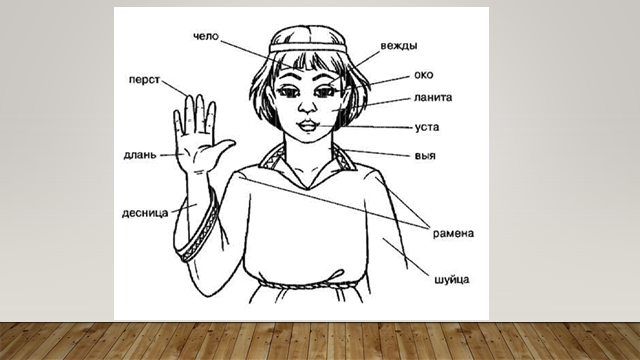 чело
вежды
око
перст
ланита
уста
длань
выя
десница
рамена
шуйца